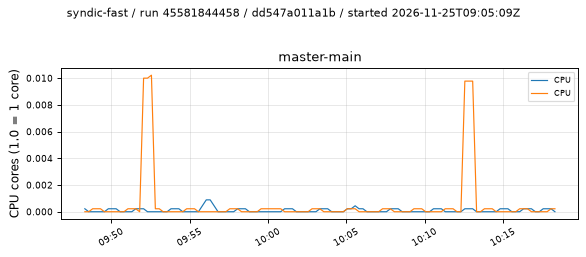 syndic-fast / run 45581844458 / dd547a011a1b / started 2026-11-25T09:05:09Z
master-main
CPU cores (1.0 = 1 core)
0.010
0.008
0.006
0.004
0.002
0.000
CPU
CPU
09:50
09:55
10:00
10:05
10:10
10:15